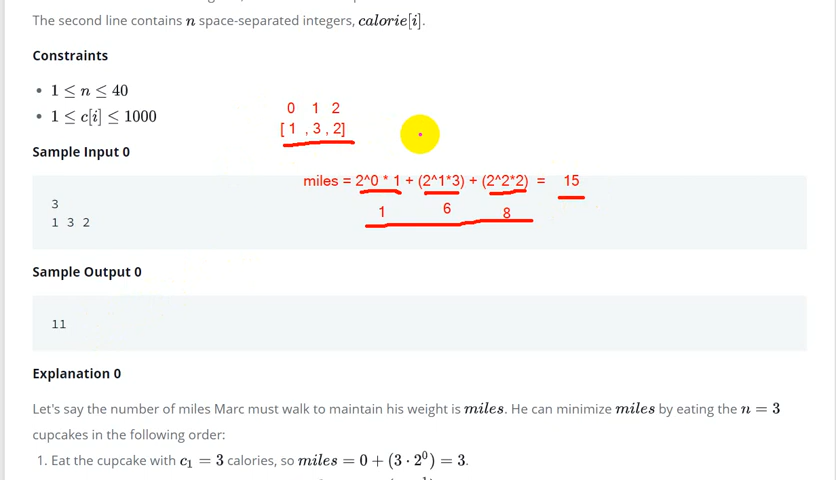 The second line contains n space-separated integers, calorie[i].
Constraints
• 1 ≤ n ≤ 40
• 1 ≤ c[i] ≤ 1000
0 1 2
[ 1 , 3 , 2]
Sample Input 0
miles = 2^0 * 1 + (2^1*3) + (2^2*2) = 15
1 6 8
3
1 3 2
Sample Output 0
11
Explanation 0
Let's say the number of miles Marc must walk to maintain his weight is miles. He can minimize miles by eating the n = 3
cupcakes in the following order:
1. Eat the cupcake with c₁ = 3 calories, so miles = 0 + (3 · 2⁰) = 3.